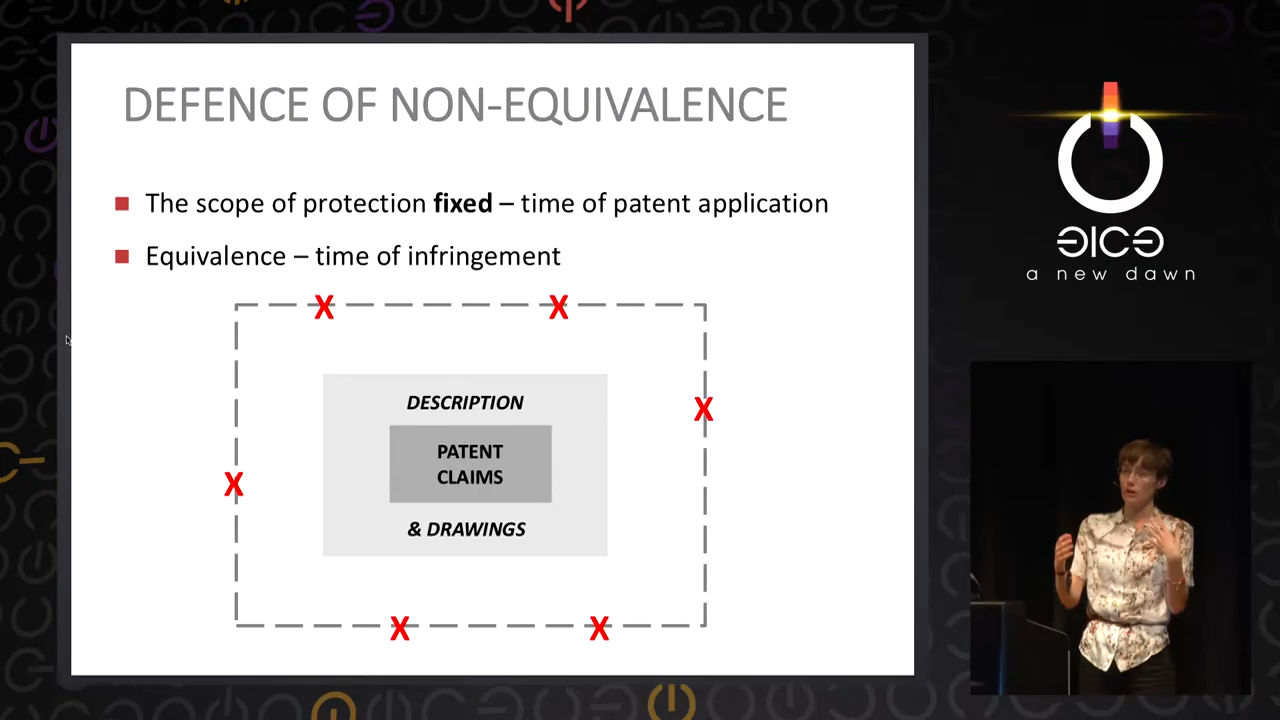 DEFENCE OF NON-EQUIVALENCE
The scope of protection fixed – time of patent application
Equivalence – time of infringement
X X
X
X
X X
DESCRIPTION
PATENT
CLAIMS
& DRAWINGS
a new dawn